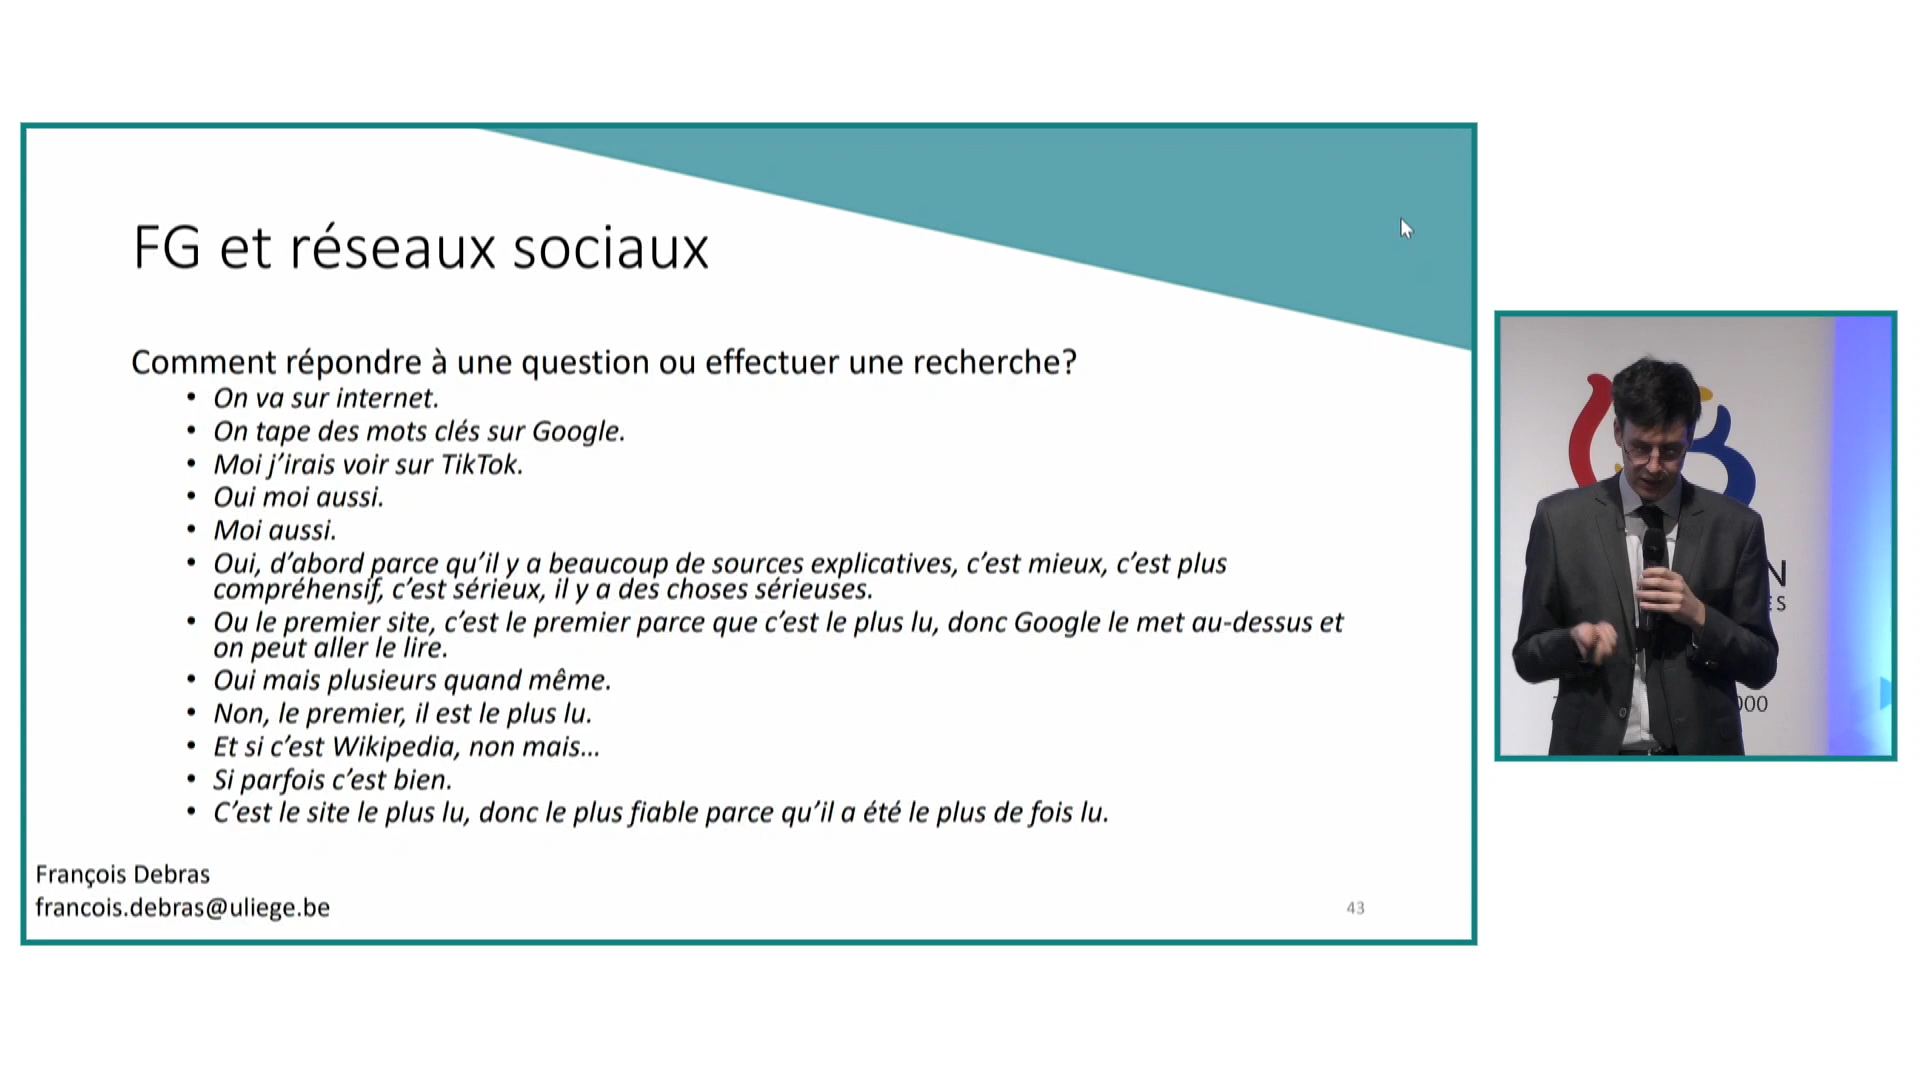 FG et réseaux sociaux
Comment répondre à une question ou effectuer une recherche?
• On va sur internet.
• On tape des mots clés sur Google.
• Moi j'irais voir sur TikTok.
• Oui moi aussi.
• Moi aussi.
• Oui, d'abord parce qu'il y a beaucoup de sources explicatives, c'est mieux, c'est plus
compréhensif, c'est sérieux, il y a des choses sérieuses.
• Ou le premier site, c'est le premier parce que c'est le plus lu, donc Google le met au-dessus et
on peut aller le lire.
• Oui mais plusieurs quand même.
• Non, le premier, il est le plus lu.
• Et si c'est Wikipedia, non mais...
• Si parfois c'est bien.
• C'est le site le plus lu, donc le plus fiable parce qu'il a été le plus de fois lu.
François Debras
francois.debras@uliege.be
43